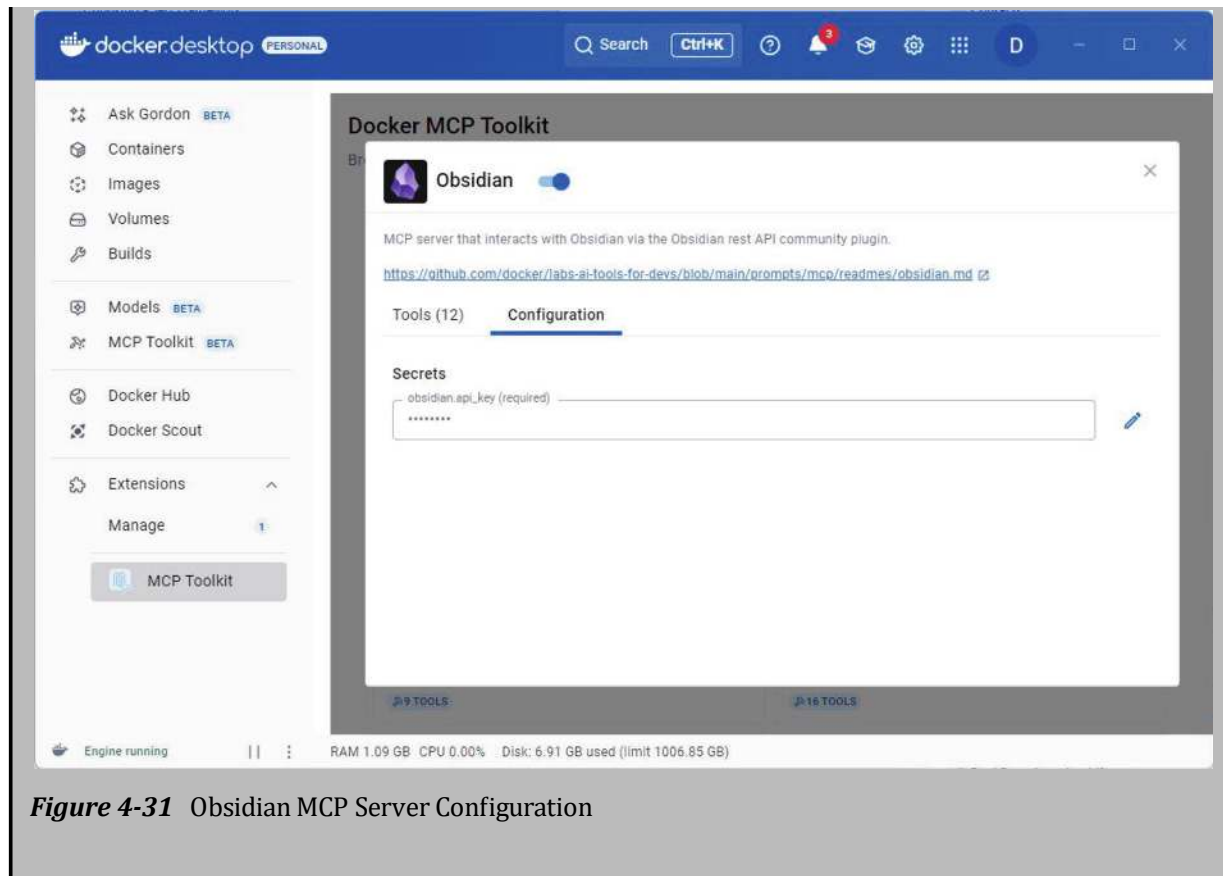 docker.desktop PERSONAL
Search Ctrl+K 3 D
Ask Gordon BETA
Containers
Images
Volumes
Builds
Models BETA
MCP Toolkit BETA
Docker Hub
Docker Scout
Extensions
Manage 1
MCP Toolkit
Docker MCP Toolkit
Br
Obsidian
MCP server that interacts with Obsidian via the Obsidian rest API community plugin.
https://github.com/docker/labs-ai-tools-for-devs/blob/main/prompts/mcp/readmes/obsidian.md
Tools (12) Configuration
Secrets
obsidian.api_key (required)
••••••••
9 TOOLS 16 TOOLS
Engine running RAM 1.09 GB CPU 0.00% Disk: 6.91 GB used (limit 1006.85 GB)
Figure 4-31 Obsidian MCP Server Configuration